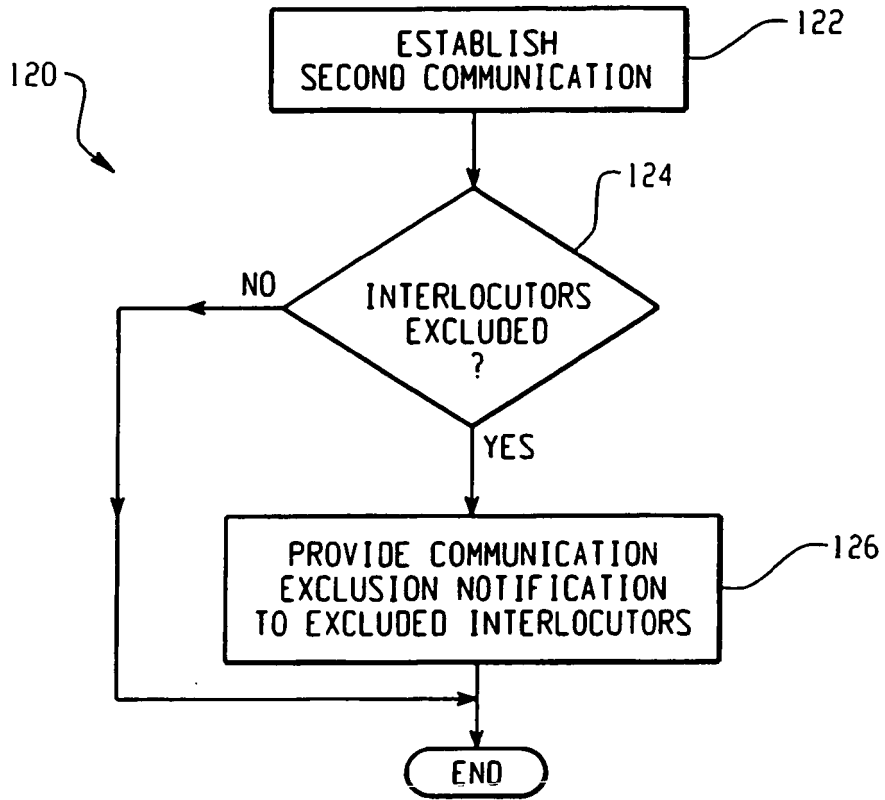 ESTABLISH
SECOND COMMUNICATION
122
120
124
NO
INTERLOCUTORS
EXCLUDED
?
YES
PROVIDE COMMUNICATION
EXCLUSION NOTIFICATION
TO EXCLUDED INTERLOCUTORS
126
END